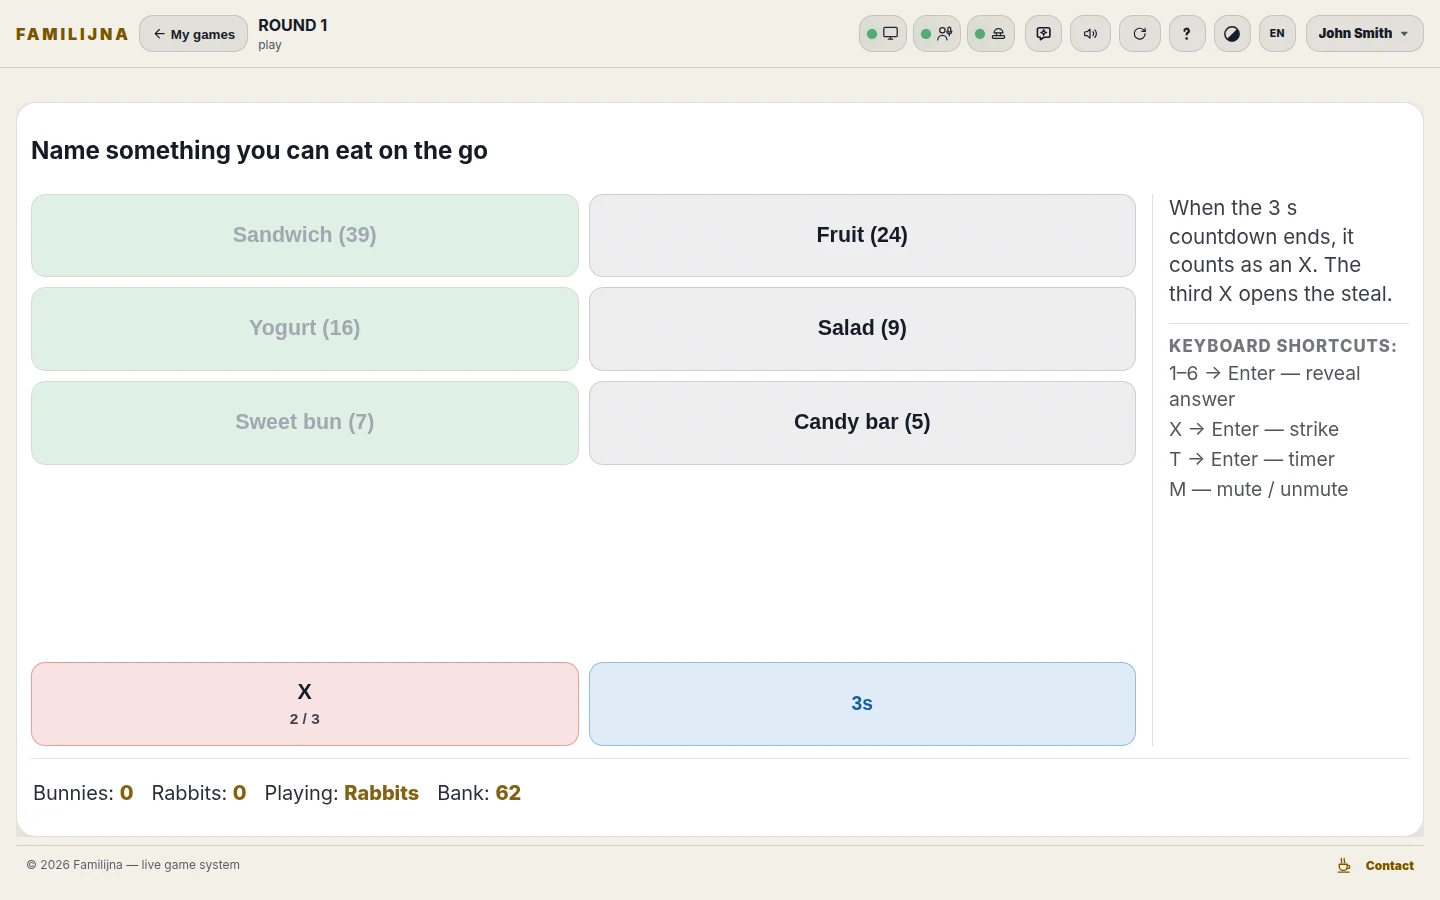 FAMILIJNA
← My games
ROUND 1
play
?
EN
John Smith
Name something you can eat on the go
Sandwich (39)
Fruit (24)
Yogurt (16)
Salad (9)
Sweet bun (7)
Candy bar (5)
X
2 / 3
3s
When the 3 s
countdown ends, it
counts as an X. The
third X opens the steal.
KEYBOARD SHORTCUTS:
1–6 → Enter — reveal
answer
X → Enter — strike
T → Enter — timer
M — mute / unmute
Bunnies: 0 Rabbits: 0 Playing: Rabbits Bank: 62
© 2026 Familijna — live game system
Contact